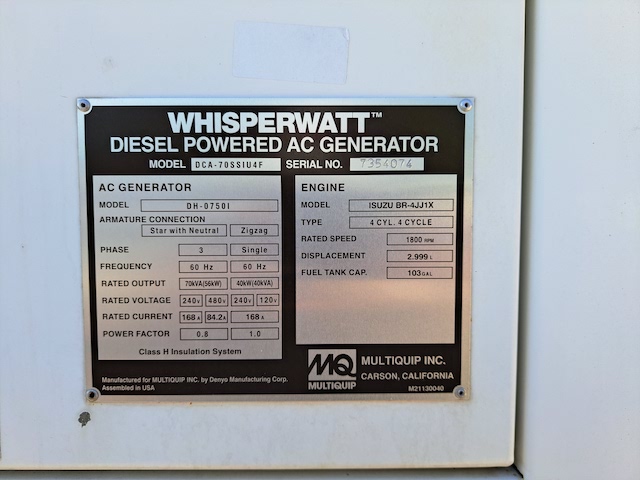 WHISPERWATT™
DIESEL POWERED AC GENERATOR
MODEL DCA-70SSIU4F SERIAL NO. 7354074
AC GENERATOR
MODEL DH-0750I
ARMATURE CONNECTION
Star with Neutral Zigzag
PHASE 3 Single
FREQUENCY 60 Hz 60 Hz
RATED OUTPUT 70kVA(56kW) 40kW(40kVA)
RATED VOLTAGE 240V 480V 240V 120V
RATED CURRENT 168A 84.2A 168A
POWER FACTOR 0.8 1.0
Class H Insulation System
ENGINE
MODEL ISUZU BR-4JJ1X
TYPE 4 CYL. 4 CYCLE
RATED SPEED 1800 RPM
DISPLACEMENT 2.999 L
FUEL TANK CAP. 103 GAL
Manufactured for MULTIQUIP INC. by Denyo Manufacturing Corp.
Assembled in USA
MQ
MULTIQUIP
MULTIQUIP INC.
CARSON, CALIFORNIA
M21130040